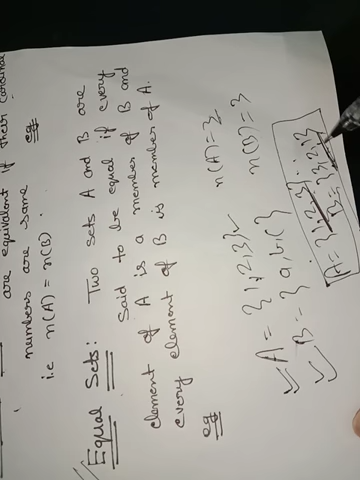 are equivalent if their Cardinal
numbers are same eg
i.e n(A) = n(B).
Equal Sets: Two sets A and B are
Said to be equal if every
element of A is a member of B and
every element of B is member of A.
eg
A = {1,2,3} n(A)=3
B = {a,b,c} n(B)=3
A={1,2,3}
B={3,2,1}